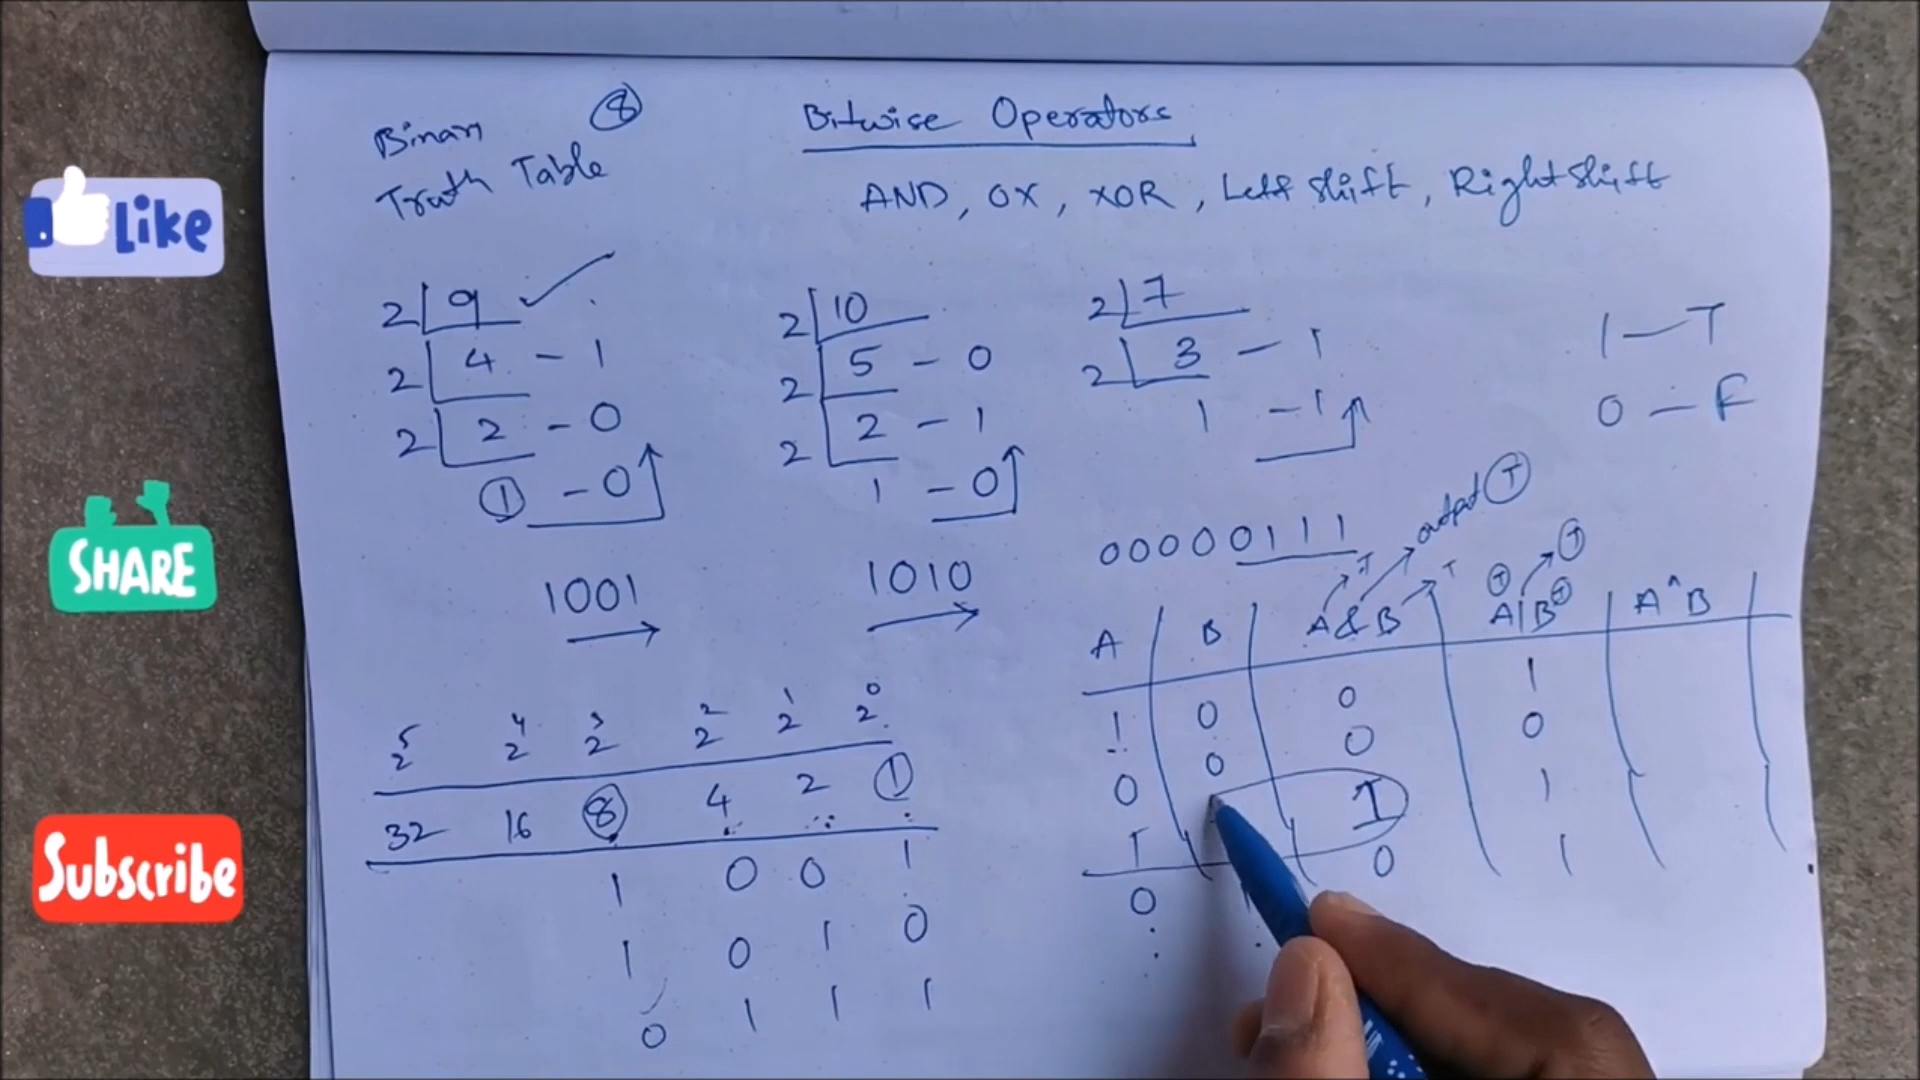 Like
SHARE
Subscribe
Binary
Truth Table
8
Bitwise Operators
AND, OR, XOR, Left Shift, Right Shift
2 9
2 4 - 1
2 2 - 0
1 - 0
1001
2 10
2 5 - 0
2 2 - 1
1 - 0
1010
2 7
2 3 - 1
1 - 1
00000111
1 - T
0 - F
2^5 2^4 2^3 2^2 2^1 2^0
32 16 8 4 2 1
1 0 0 1
1 0 1 0
0 1 1 1
T output T T
T T T
A B A&B A|B A^B
1 0 0 1
0 0 0 0
1 1 1
0 0 1